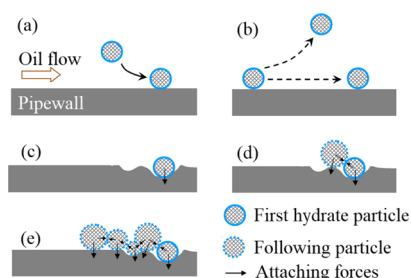 (a)
(b)
Oil flow
Pipewall
(c)
(d)
(e)
First hydrate particle
Following particle
Attaching forces